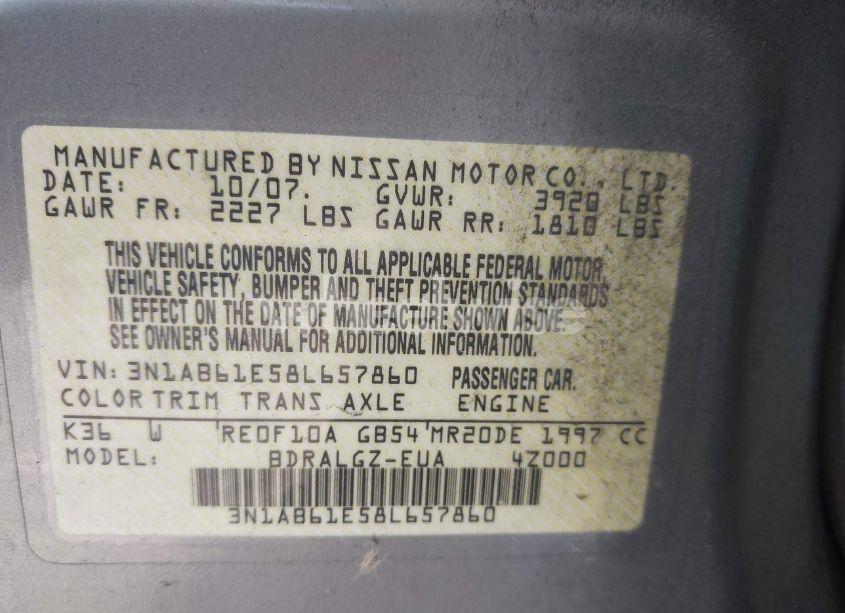 MANUFACTURED BY NISSAN MOTOR CO., LTD.
DATE: 10/07. GVWR: 3920 LBS
GAWR FR: 2227 LBS GAWR RR: 1810 LBS
THIS VEHICLE CONFORMS TO ALL APPLICABLE FEDERAL MOTOR
VEHICLE SAFETY, BUMPER AND THEFT PREVENTION STANDARDS
IN EFFECT ON THE DATE OF MANUFACTURE SHOWN ABOVE
SEE OWNER'S MANUAL FOR ADDITIONAL INFORMATION.
VIN: 3N1AB61E58L657860 PASSENGER CAR.
COLOR TRIM TRANS AXLE ENGINE
K36 W RE0F10A GB54 MR20DE 1997 CC
MODEL: BDRALGZ-EUA 4Z000
3N1AB61E58L657860